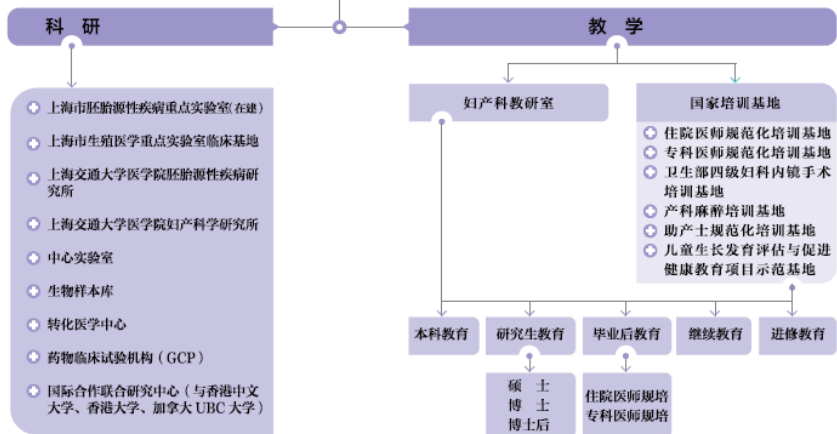 科 研
上海市胚胎源性疾病重点实验室(在建)
上海市生殖医学重点实验室临床基地
上海交通大学医学院胚胎源性疾病研
究所
上海交通大学医学院妇产科学研究所
中心实验室
生物样本库
转化医学中心
药物临床试验机构（GCP）
国际合作联合研究中心（与香港中文
大学、香港大学、加拿大 UBC 大学）
教 学
妇产科教研室
国家培训基地
住院医师规范化培训基地
专科医师规范化培训基地
卫生部四级妇科内镜手术
培训基地
产科麻醉培训基地
助产士规范化培训基地
儿童生长发育评估与促进
健康教育项目示范基地
本科教育
研究生教育
毕业后教育
继续教育
进修教育
硕 士
博 士
博士后
住院医师规培
专科医师规培